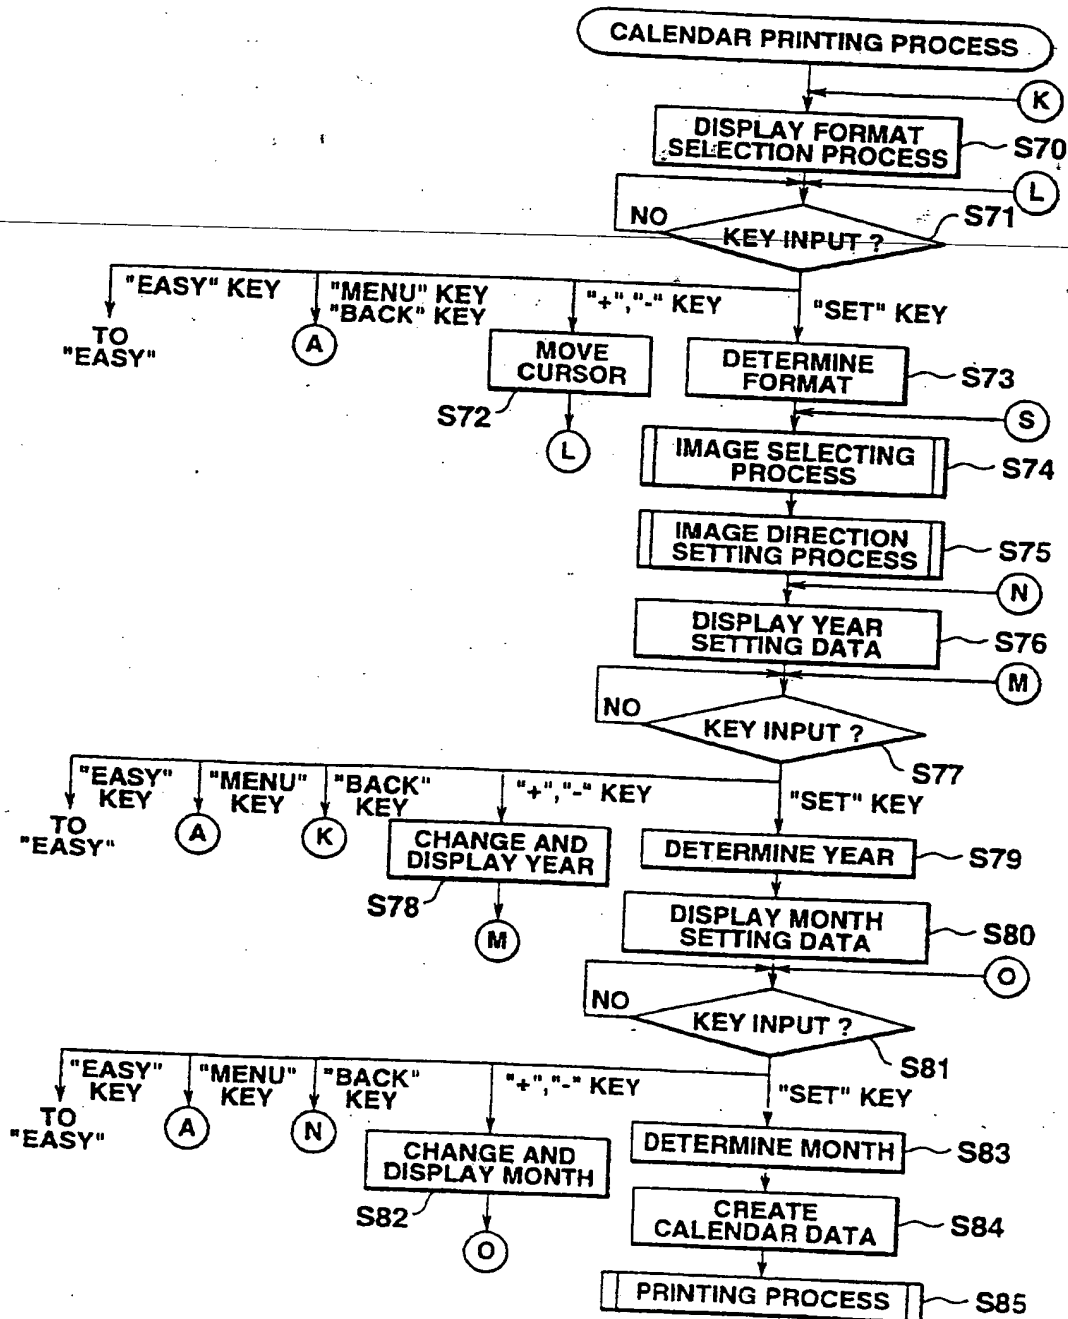 CALENDAR PRINTING PROCESS
K
DISPLAY FORMAT
SELECTION PROCESS
S70
L
NO
KEY INPUT ?
S71
"EASY" KEY
"MENU" KEY
"BACK" KEY
"+","-" KEY
"SET" KEY
TO
"EASY"
A
MOVE
CURSOR
S72
L
DETERMINE
FORMAT
S73
S
IMAGE SELECTING
PROCESS
S74
IMAGE DIRECTION
SETTING PROCESS
S75
N
DISPLAY YEAR
SETTING DATA
S76
M
NO
KEY INPUT ?
S77
"EASY"
KEY
"MENU"
KEY
"BACK"
KEY
"+","-" KEY
"SET" KEY
TO
"EASY"
A
K
CHANGE AND
DISPLAY YEAR
S78
M
DETERMINE YEAR
S79
DISPLAY MONTH
SETTING DATA
S80
O
NO
KEY INPUT ?
S81
"EASY"
KEY
"MENU"
KEY
"BACK"
KEY
"+","-" KEY
"SET" KEY
TO
"EASY"
A
N
CHANGE AND
DISPLAY MONTH
S82
O
DETERMINE MONTH
S83
CREATE
CALENDAR DATA
S84
PRINTING PROCESS
S85